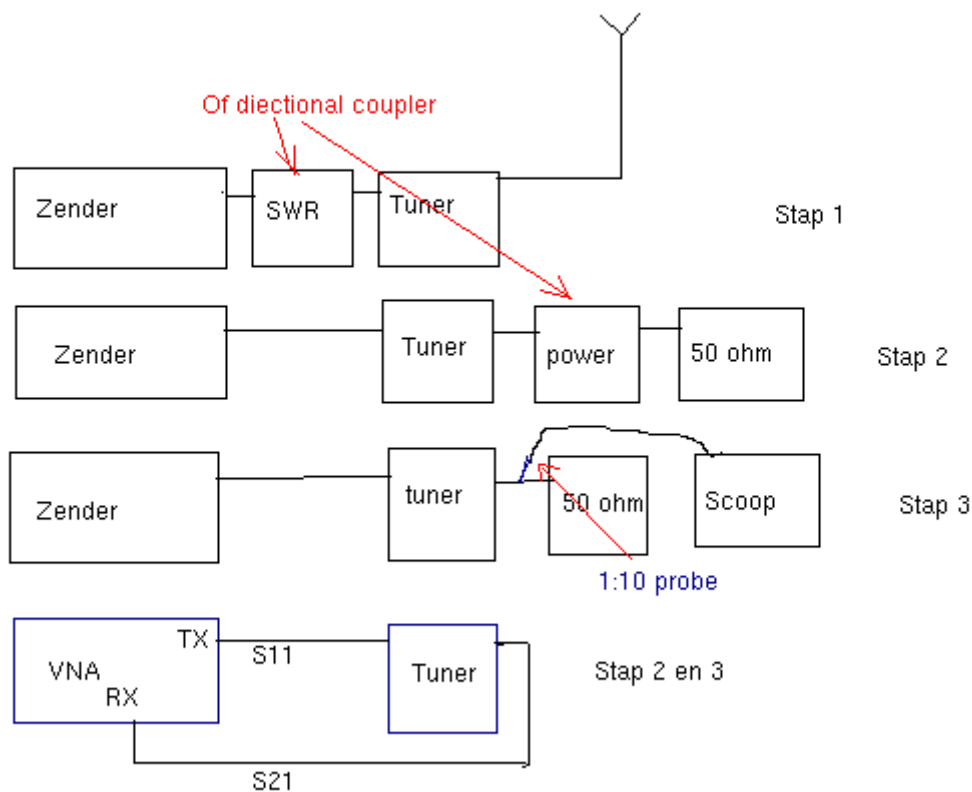 Of diectional coupler
Zender
SWR
Tuner
Stap 1
Zender
Tuner
power
50 ohm
Stap 2
Zender
tuner
50 ohm
Scoop
Stap 3
1:10 probe
TX
S11
VNA
RX
Tuner
Stap 2 en 3
S21